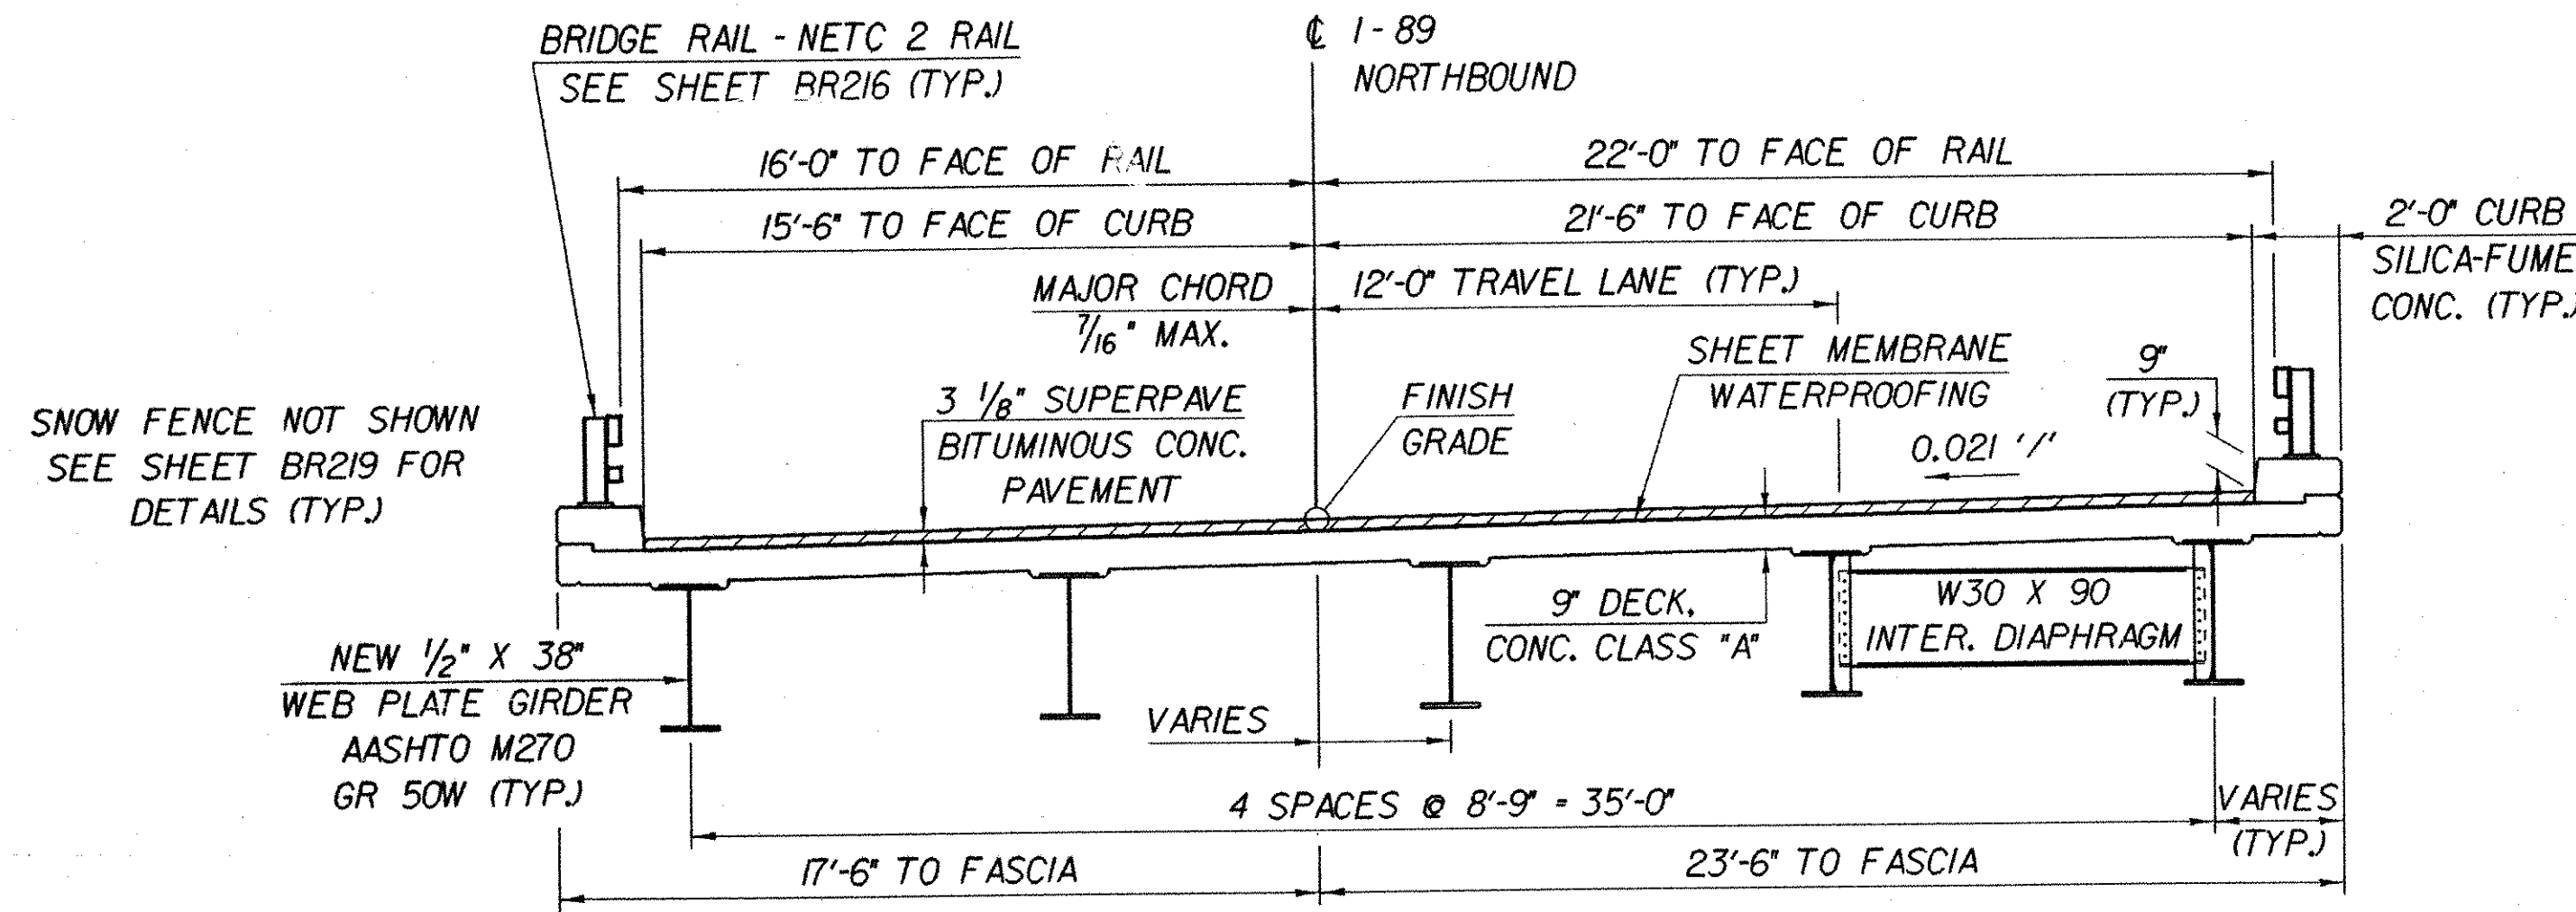 BRIDGE RAIL - NETC 2 RAIL
SEE SHEET BR216 (TYP.)
℄ I-89
NORTHBOUND
16'-0" TO FACE OF RAIL
22'-0" TO FACE OF RAIL
15'-6" TO FACE OF CURB
21'-6" TO FACE OF CURB
2'-0" CURB
SILICA-FUME
CONC. (TYP.)
MAJOR CHORD
7/16" MAX.
12'-0" TRAVEL LANE (TYP.)
SHEET MEMBRANE
WATERPROOFING
9"
(TYP.)
3 1/8" SUPERPAVE
BITUMINOUS CONC.
PAVEMENT
FINISH
GRADE
0.021 '/'
SNOW FENCE NOT SHOWN
SEE SHEET BR219 FOR
DETAILS (TYP.)
9" DECK.
CONC. CLASS "A"
W30 X 90
INTER. DIAPHRAGM
NEW 1/2" X 38"
WEB PLATE GIRDER
AASHTO M270
GR 50W (TYP.)
VARIES
4 SPACES @ 8'-9" = 35'-0"
VARIES
(TYP.)
17'-6" TO FASCIA
23'-6" TO FASCIA